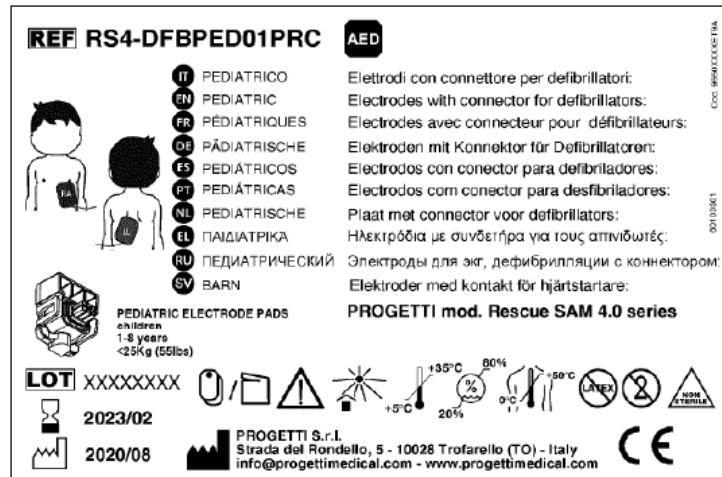 REF RS4-DFBPED01PRC AED
IT PEDIATRICO Elettrodi con connettore per defibrillatori:
EN PEDIATRIC Electrodes with connector for defibrillators:
FR PÉDIATRIQUES Electrodes avec connecteur pour défibrillateurs:
DE PÄDIATRISCHE Elektroden mit Konnektor für Defibrillatoren:
ES PEDIÁTRICOS Electrodos con conector para defibriladores:
PT PEDIÁTRICAS Electrodos com conector para desfibriladores:
NL PEDIATRISCHE Plaat met connector voor defibrillators:
EL ΠΑΙΔΙΑΤΡΙΚΑ Ηλεκτρόδια με συνδετήρα για τους απινιδωτές:
RU ПЕДИАТРИЧЕСКИЙ Электроды для экг, дефибрилляции с коннектором:
SV BARN Elektroder med kontakt för hjärtstartare:
PROGETTI mod. Rescue SAM 4.0 series
RA
PEDIATRIC ELECTRODE PADS
children
1-8 years
<25Kg (55lbs)
LOT XXXXXXXX
+5°C +35°C
20% % 80%
0°C +50°C
LATEX
2
NON STERILE
2023/02
2020/08
PROGETTI S.r.l.
Strada del Rondello, 5 - 10028 Trofarello (TO) - Italy
info@progettimedical.com - www.progettimedical.com
CE